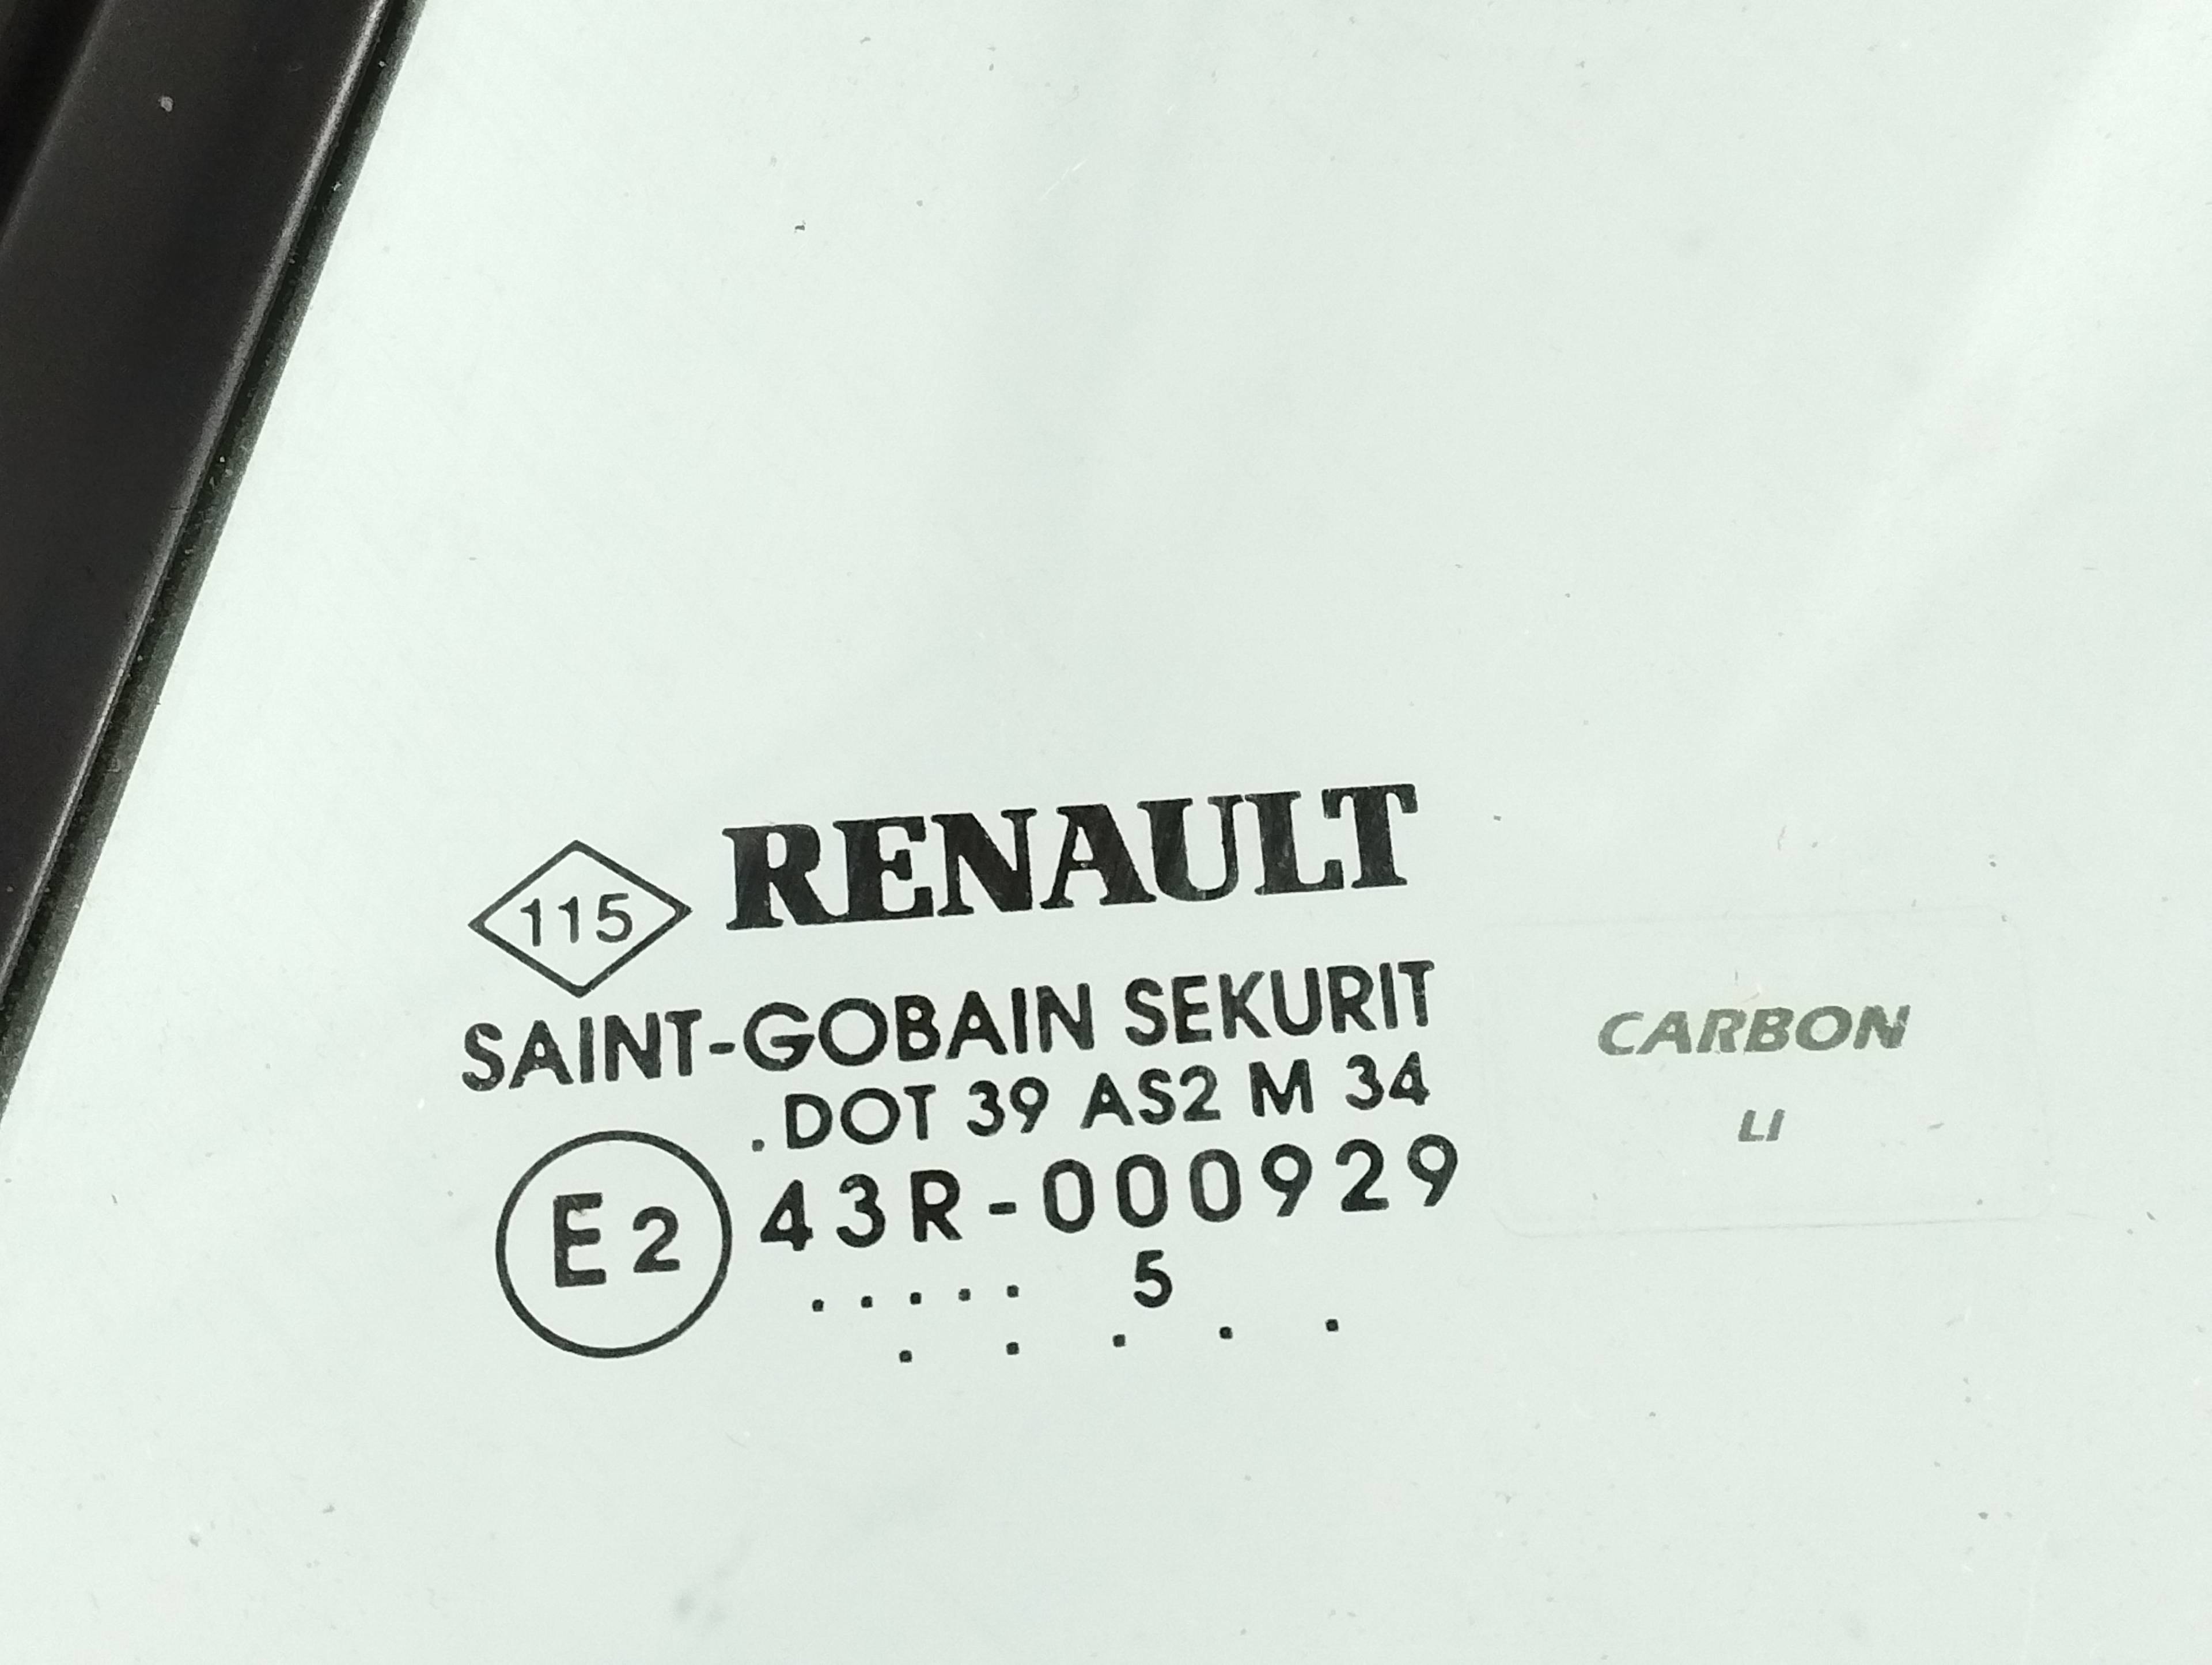 115 RENAULT
SAINT-GOBAIN SEKURIT
.DOT 39 AS2 M 34
E2 43R-000929
..... 5
. . . . .
CARBON
LI